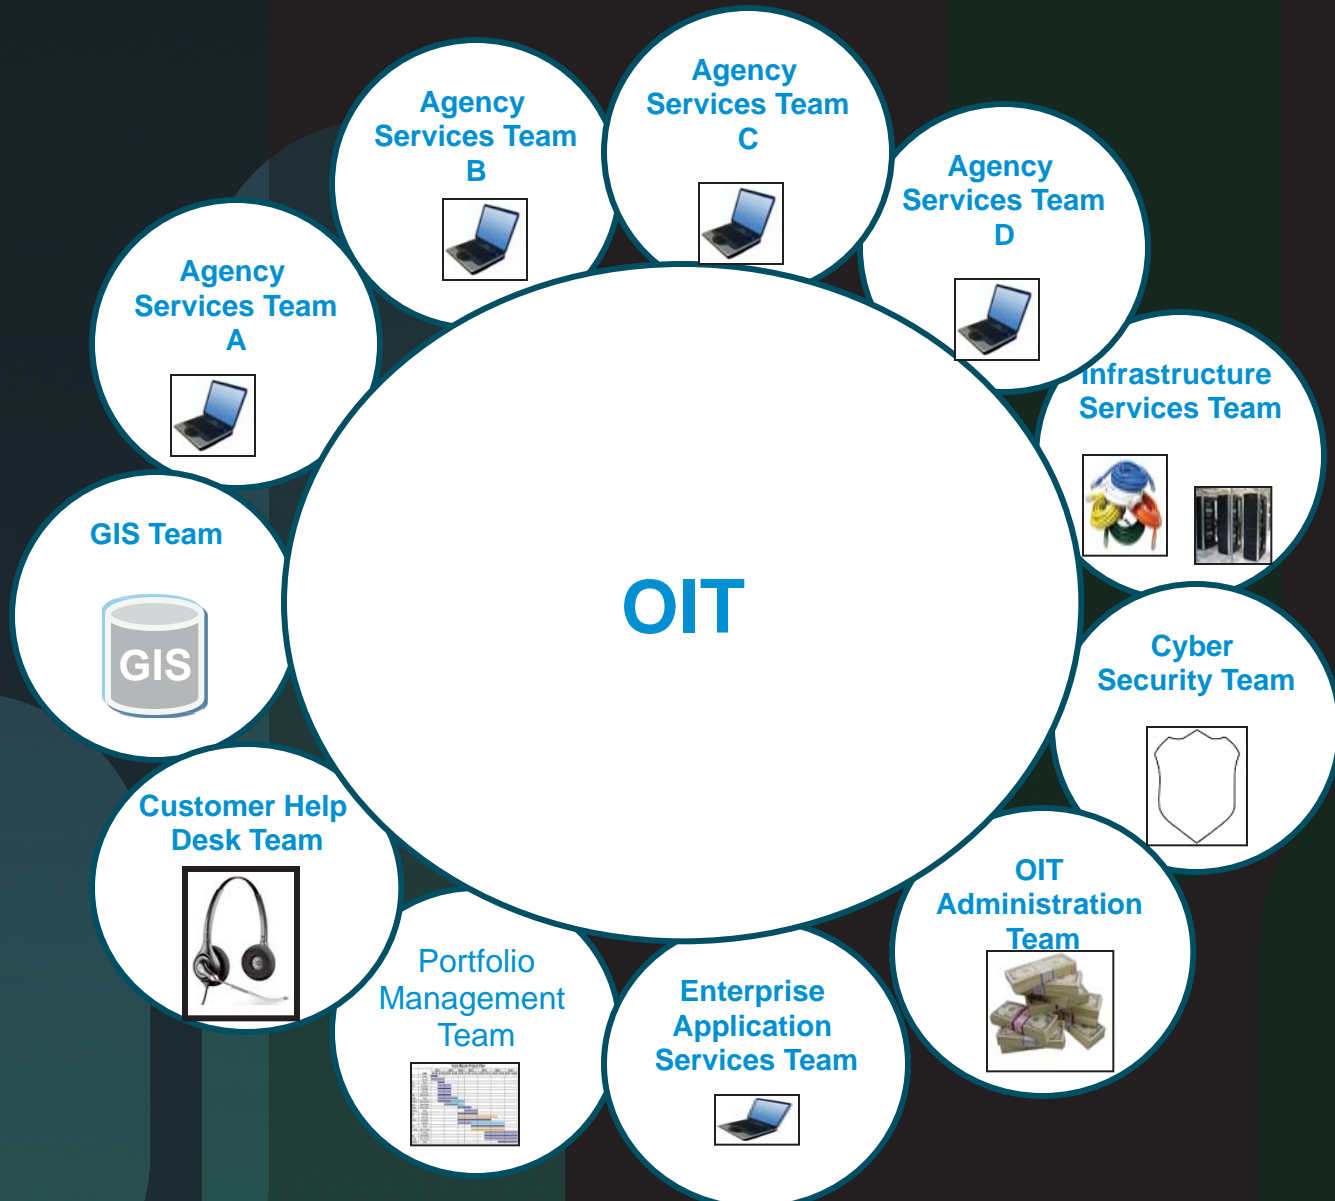 Agency
Services Team
B
Agency
Services Team
C
Agency
Services Team
D
Agency
Services Team
A
Infrastructure
Services Team
GIS Team
GIS
OIT
Cyber
Security Team
Customer Help
Desk Team
OIT
Administration
Team
Portfolio
Management
Team
Enterprise
Application
Services Team